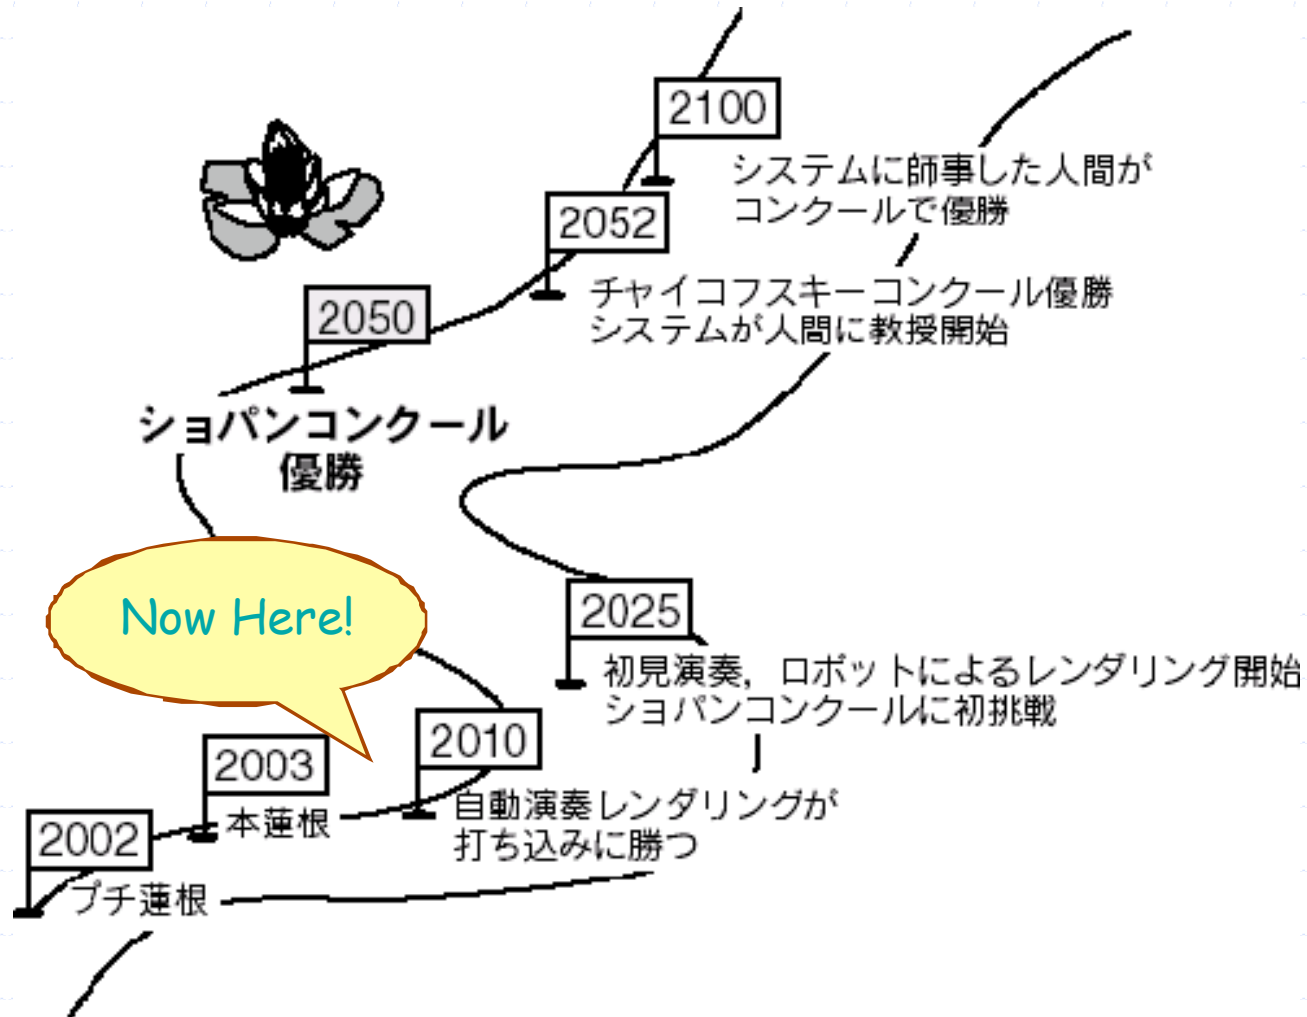 2100
システムに師事した人間が
コンクールで優勝
2052
チャイコフスキーコンクール優勝
システムが人間に教授開始
2050
ショパンコンクール
優勝
Now Here!
2025
初見演奏，ロボットによるレンダリング開始
ショパンコンクールに初挑戦
2010
自動演奏レンダリングが
打ち込みに勝つ
2003
本蓮根
2002
プチ蓮根